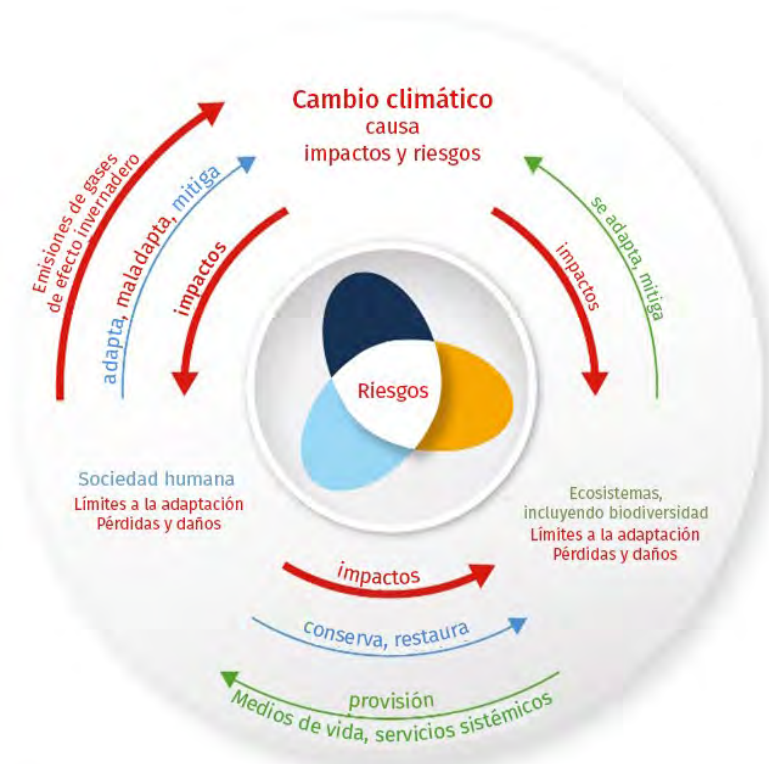 Cambio climático
causa
impactos y riesgos
Emisiones de gases
de efecto invernadero
adapta, maladapta, mitiga
impactos
impactos
se adapta, mitiga
Riesgos
Sociedad humana
Límites a la adaptación
Pérdidas y daños
Ecosistemas,
incluyendo biodiversidad
Límites a la adaptación
Pérdidas y daños
impactos
conserva, restaura
provisión
Medios de vida, servicios sistémicos